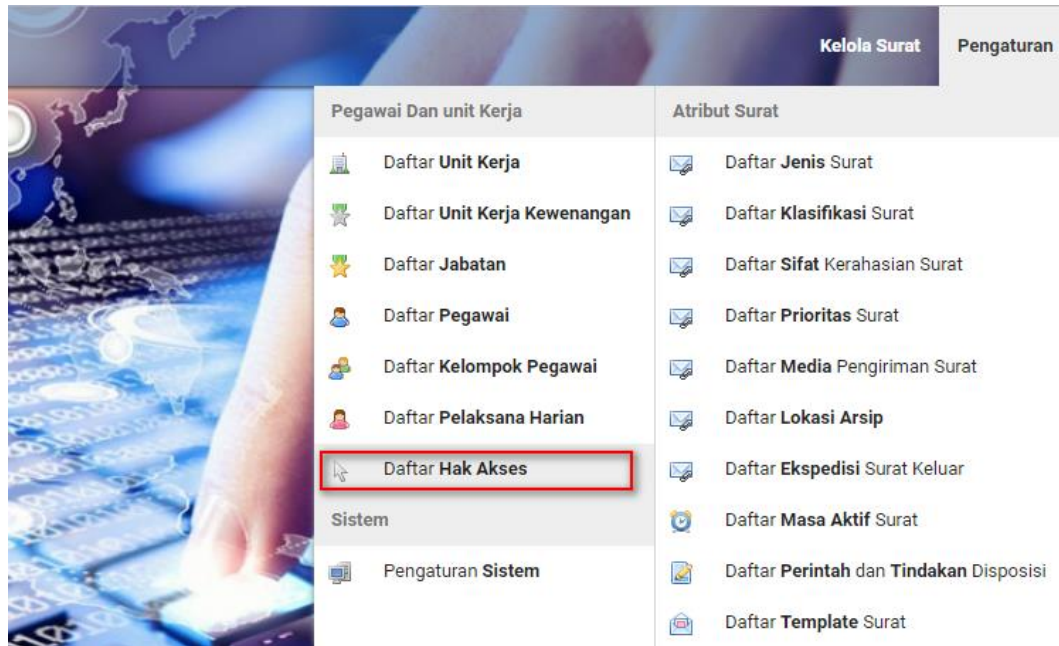 Kelola Surat
Pengaturan
Pegawai Dan unit Kerja
Daftar Unit Kerja
Daftar Unit Kerja Kewenangan
Daftar Jabatan
Daftar Pegawai
Daftar Kelompok Pegawai
Daftar Pelaksana Harian
Daftar Hak Akses
Sistem
Pengaturan Sistem
Atribut Surat
Daftar Jenis Surat
Daftar Klasifikasi Surat
Daftar Sifat Kerahasian Surat
Daftar Prioritas Surat
Daftar Media Pengiriman Surat
Daftar Lokasi Arsip
Daftar Ekspedisi Surat Keluar
Daftar Masa Aktif Surat
Daftar Perintah dan Tindakan Disposisi
Daftar Template Surat